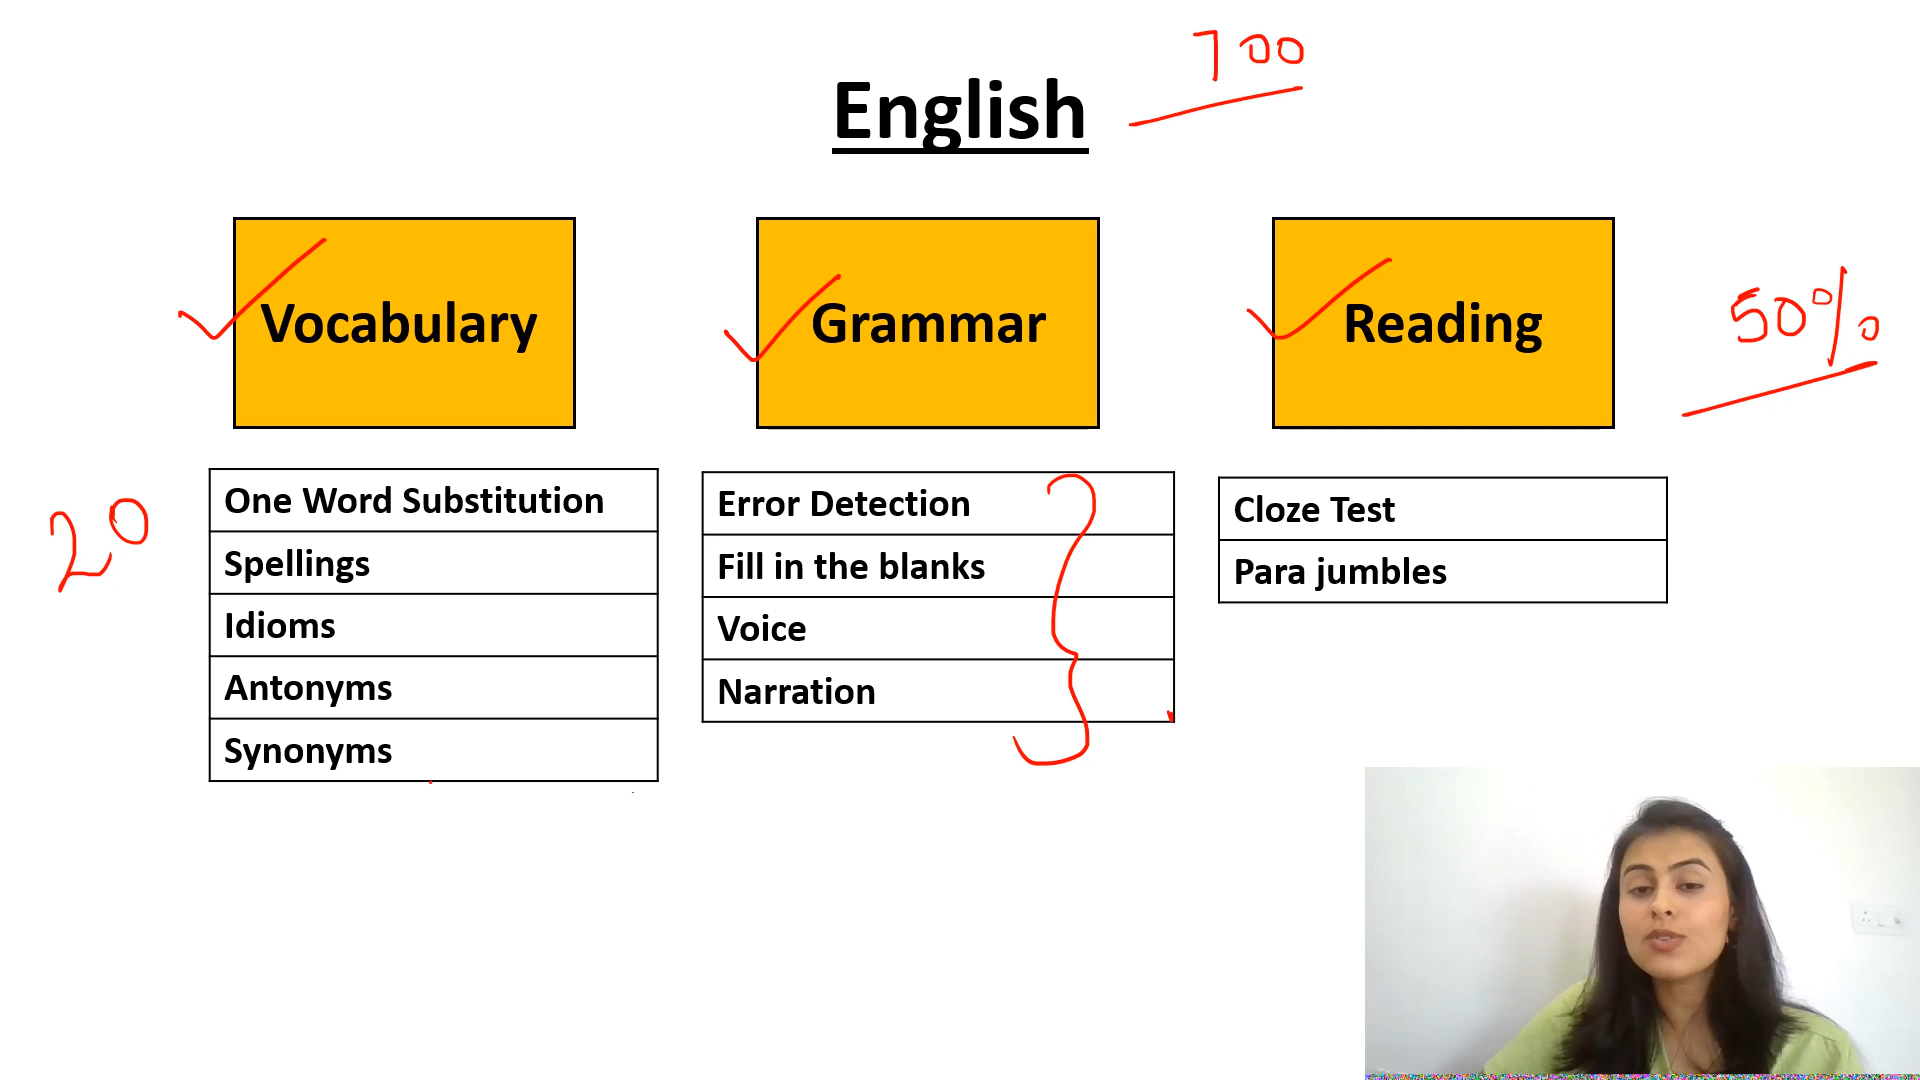 700
English
Vocabulary
Grammar
Reading
50%
20
One Word Substitution
Spellings
Idioms
Antonyms
Synonyms
Error Detection
Fill in the blanks
Voice
Narration
Cloze Test
Para jumbles